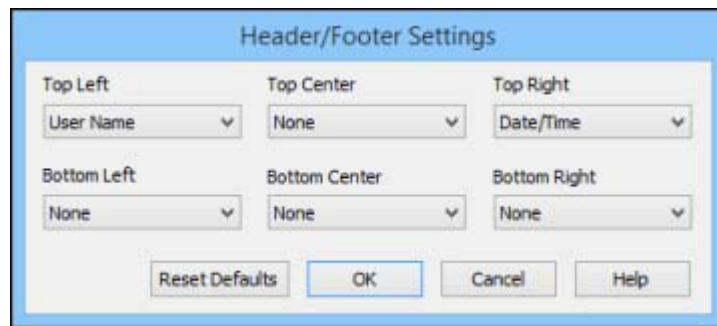 Header/Footer Settings
Top Left Top Center Top Right
User Name None Date/Time
Bottom Left Bottom Center Bottom Right
None None None
Reset Defaults OK Cancel Help